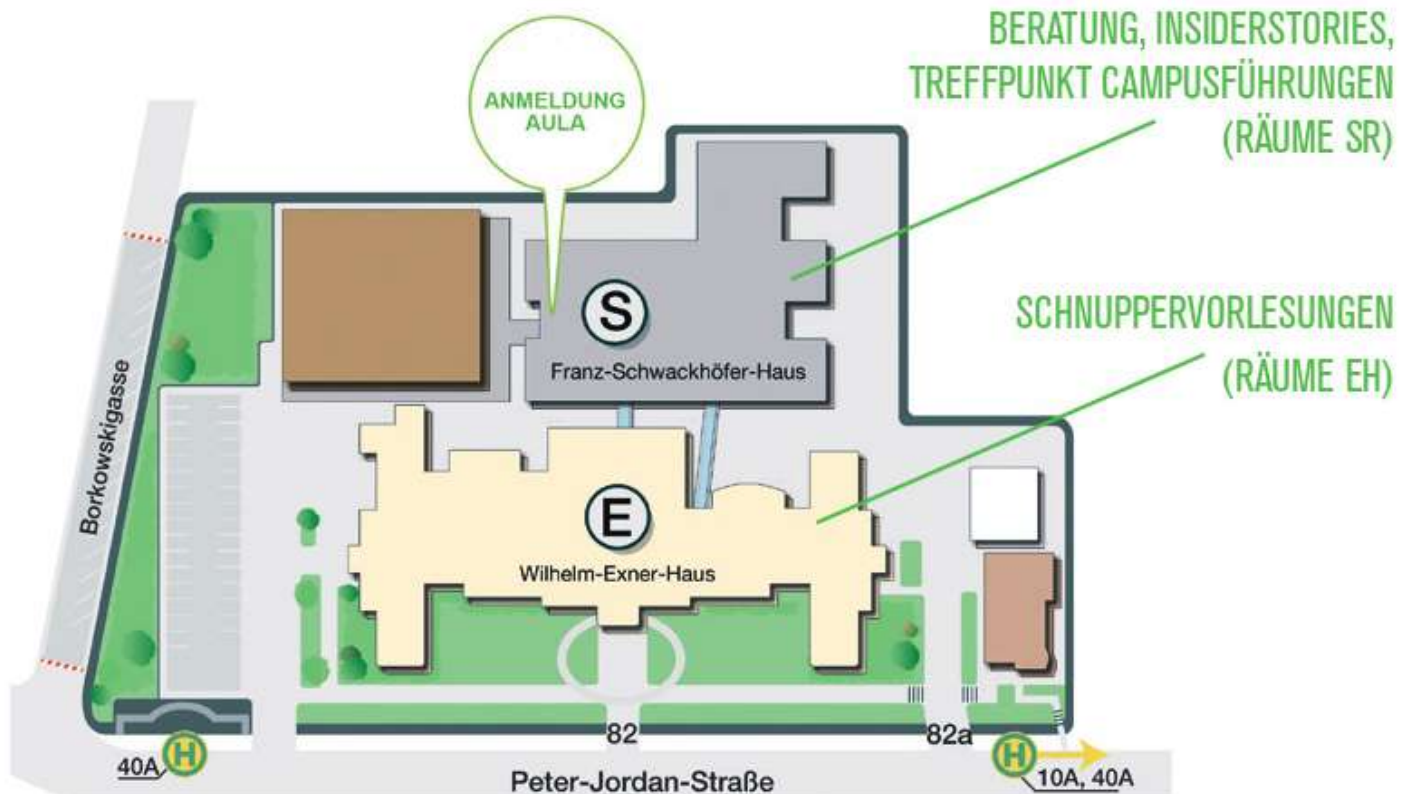 BERATUNG, INSIDERSTORIES,
TREFFPUNKT CAMPUSFÜHRUNGEN
(RÄUME SR)
ANMELDUNG
AULA
S
Franz-Schwackhöfer-Haus
SCHNUPPERVORLESUNGEN
(RÄUME EH)
Borkowskigasse
E
Wilhelm-Exner-Haus
82
82a
H
40A
H
10A, 40A
Peter-Jordan-Straße